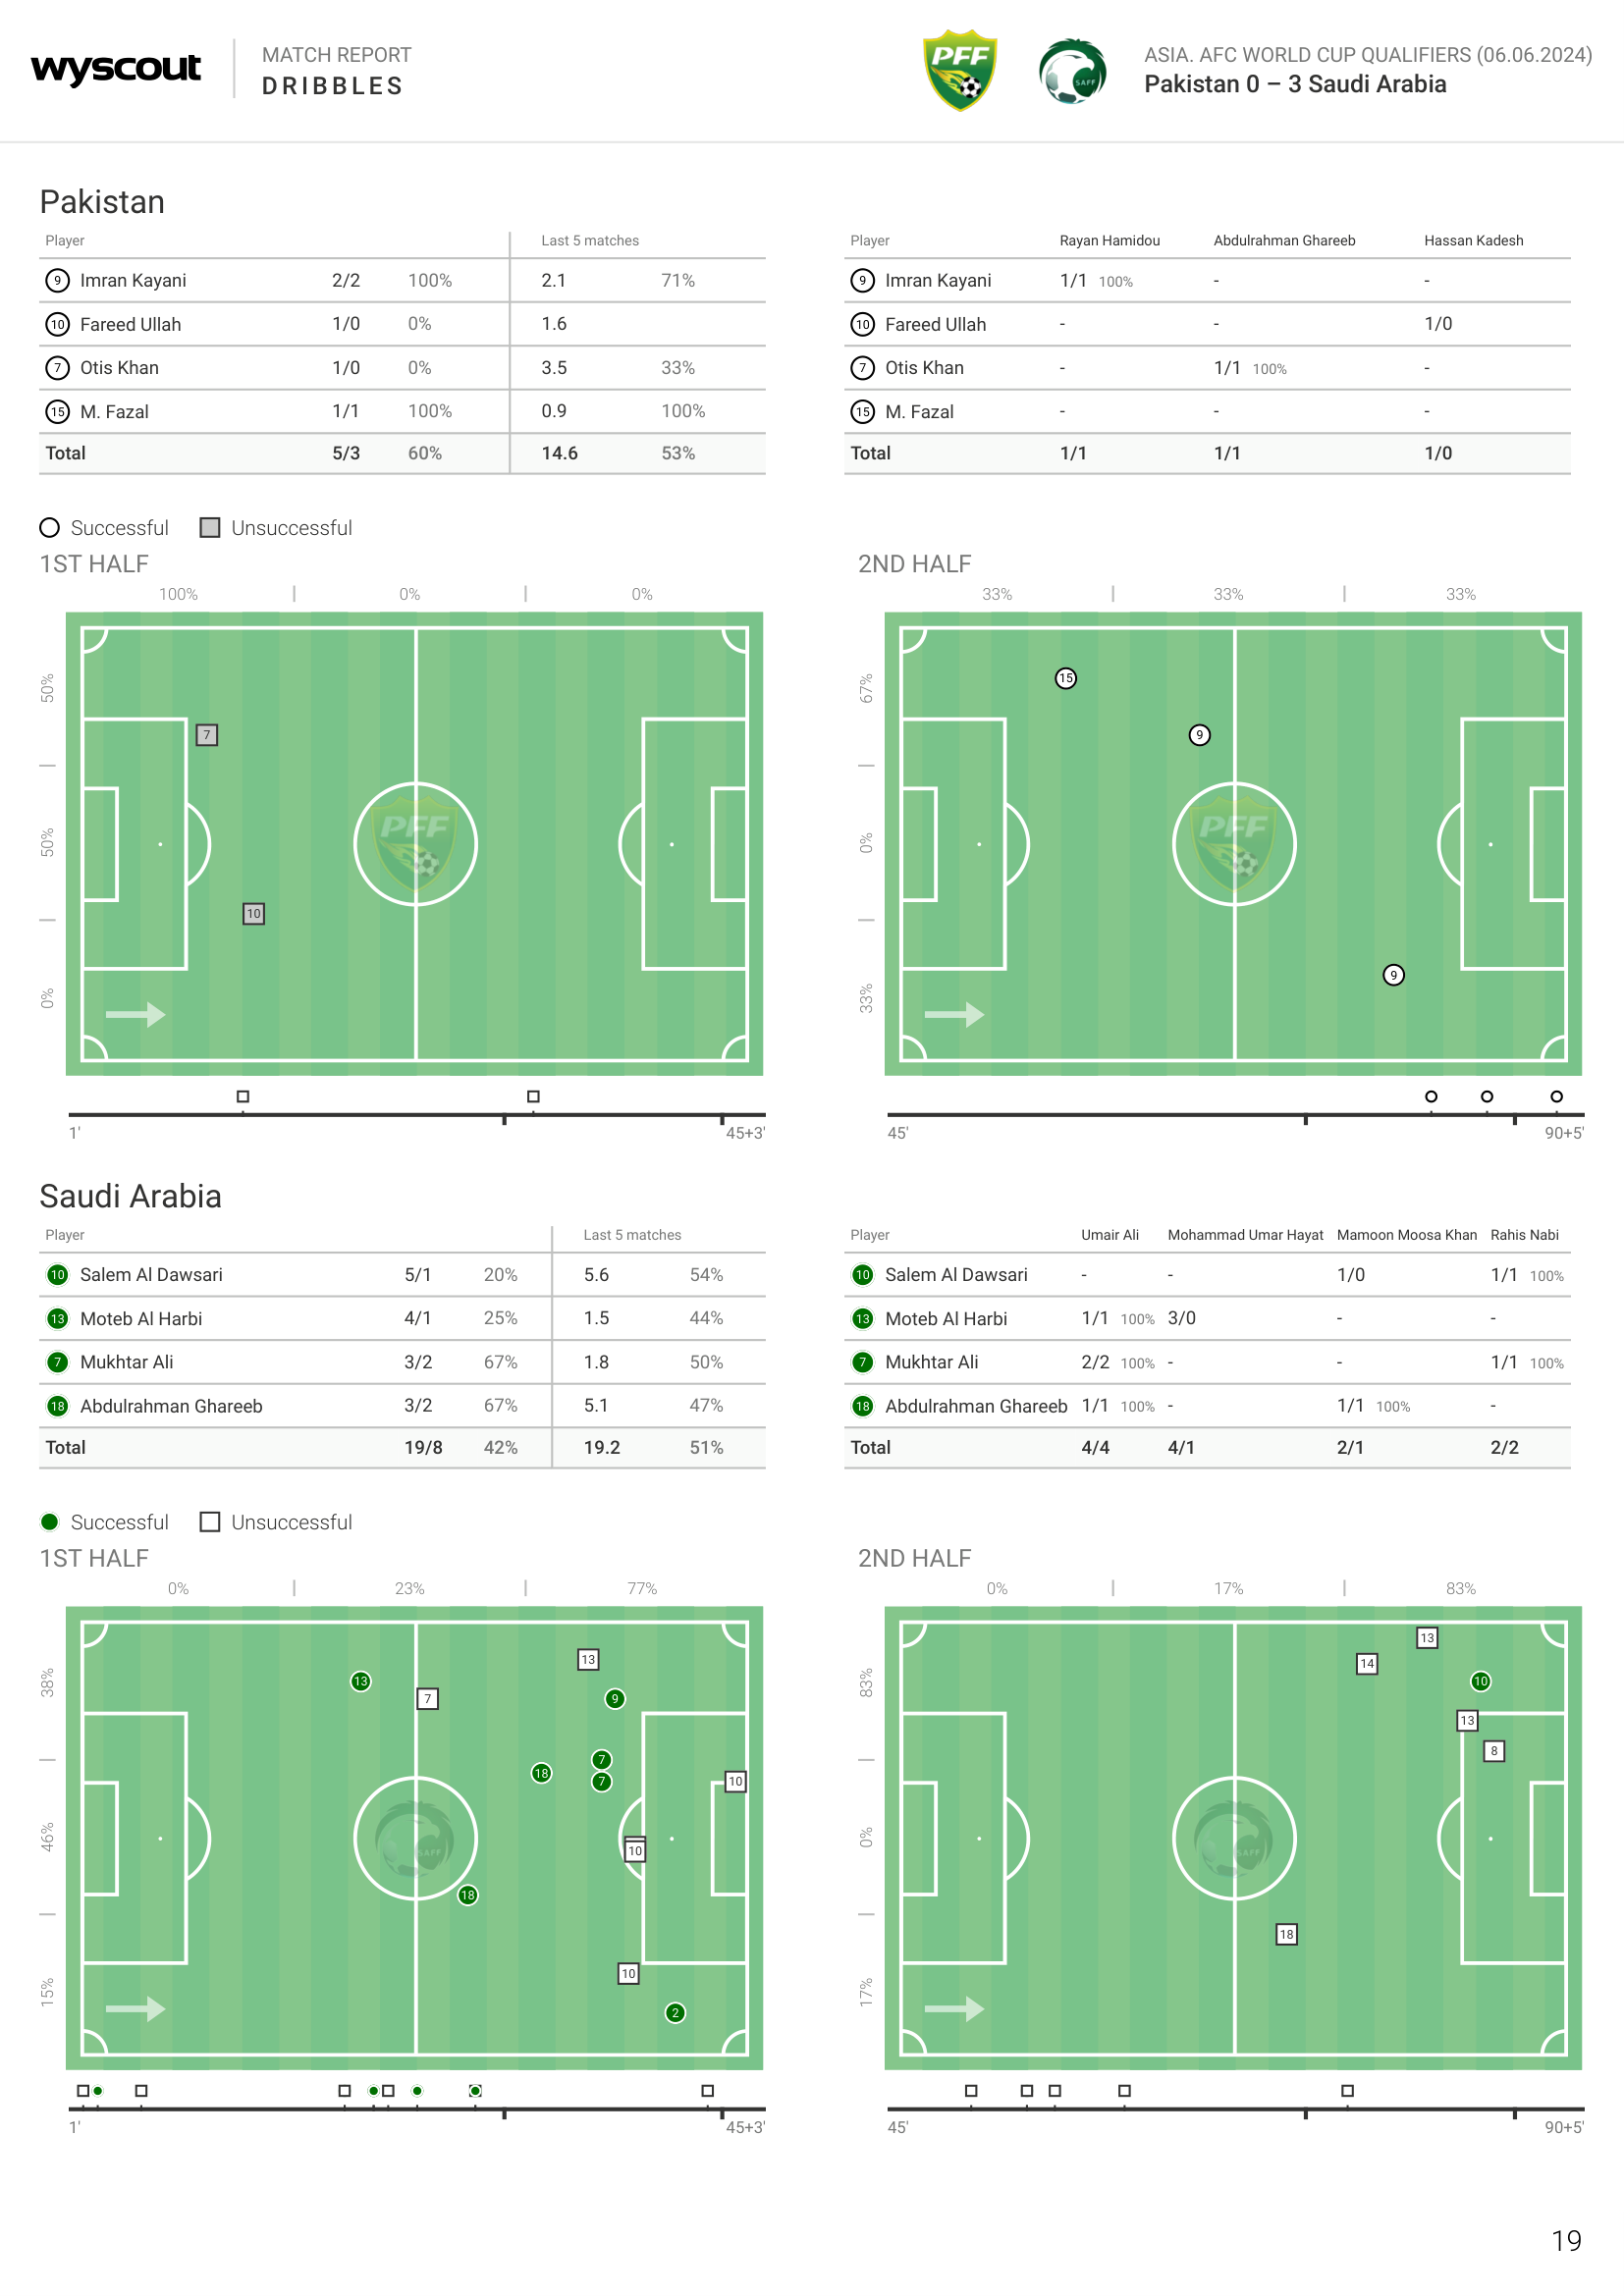 wyscout
MATCH REPORT
DRIBBLES
PFF
SAFF
ASIA. AFC WORLD CUP QUALIFIERS (06.06.2024)
Pakistan 0 – 3 Saudi Arabia
Pakistan
Player Last 5 matches
9 Imran Kayani 2/2 100% 2.1 71%
10 Fareed Ullah 1/0 0% 1.6
7 Otis Khan 1/0 0% 3.5 33%
15 M. Fazal 1/1 100% 0.9 100%
Total 5/3 60% 14.6 53%
Player Rayan Hamidou Abdulrahman Ghareeb Hassan Kadesh
9 Imran Kayani 1/1 100% - -
10 Fareed Ullah - - 1/0
7 Otis Khan - 1/1 100% -
15 M. Fazal - - -
Total 1/1 1/1 1/0
Successful Unsuccessful
1ST HALF
100% 0% 0%
50%
50%
0%
7
PFF
10
1' 45+3'
2ND HALF
33% 33% 33%
67%
0%
33%
15
9
PFF
9
45' 90+5'
Saudi Arabia
Player Last 5 matches
10 Salem Al Dawsari 5/1 20% 5.6 54%
13 Moteb Al Harbi 4/1 25% 1.5 44%
7 Mukhtar Ali 3/2 67% 1.8 50%
18 Abdulrahman Ghareeb 3/2 67% 5.1 47%
Total 19/8 42% 19.2 51%
Player Umair Ali Mohammad Umar Hayat Mamoon Moosa Khan Rahis Nabi
10 Salem Al Dawsari - - 1/0 1/1 100%
13 Moteb Al Harbi 1/1 100% 3/0 - -
7 Mukhtar Ali 2/2 100% - - 1/1 100%
18 Abdulrahman Ghareeb 1/1 100% - 1/1 100% -
Total 4/4 4/1 2/1 2/2
Successful Unsuccessful
1ST HALF
0% 23% 77%
38%
46%
15%
13
13
7
9
7
18
7
10
10
SAFF
18
10
2
1' 45+3'
2ND HALF
0% 17% 83%
83%
0%
17%
13
14
10
13
8
SAFF
18
45' 90+5'
19